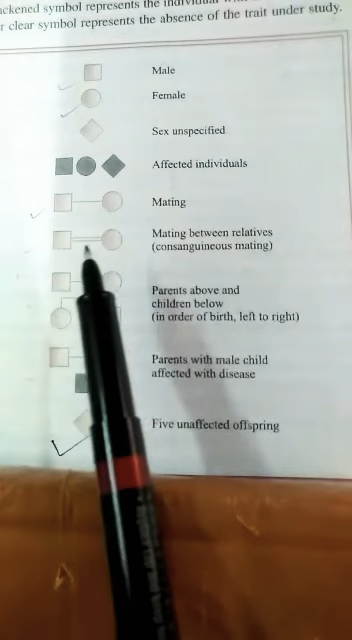 ackened symbol represents the individual
r clear symbol represents the absence of the trait under study.
Male
Female
Sex unspecified
Affected individuals
Mating
Mating between relatives
(consanguineous mating)
Parents above and
children below
(in order of birth, left to right)
Parents with male child
affected with disease
Five unaffected offspring